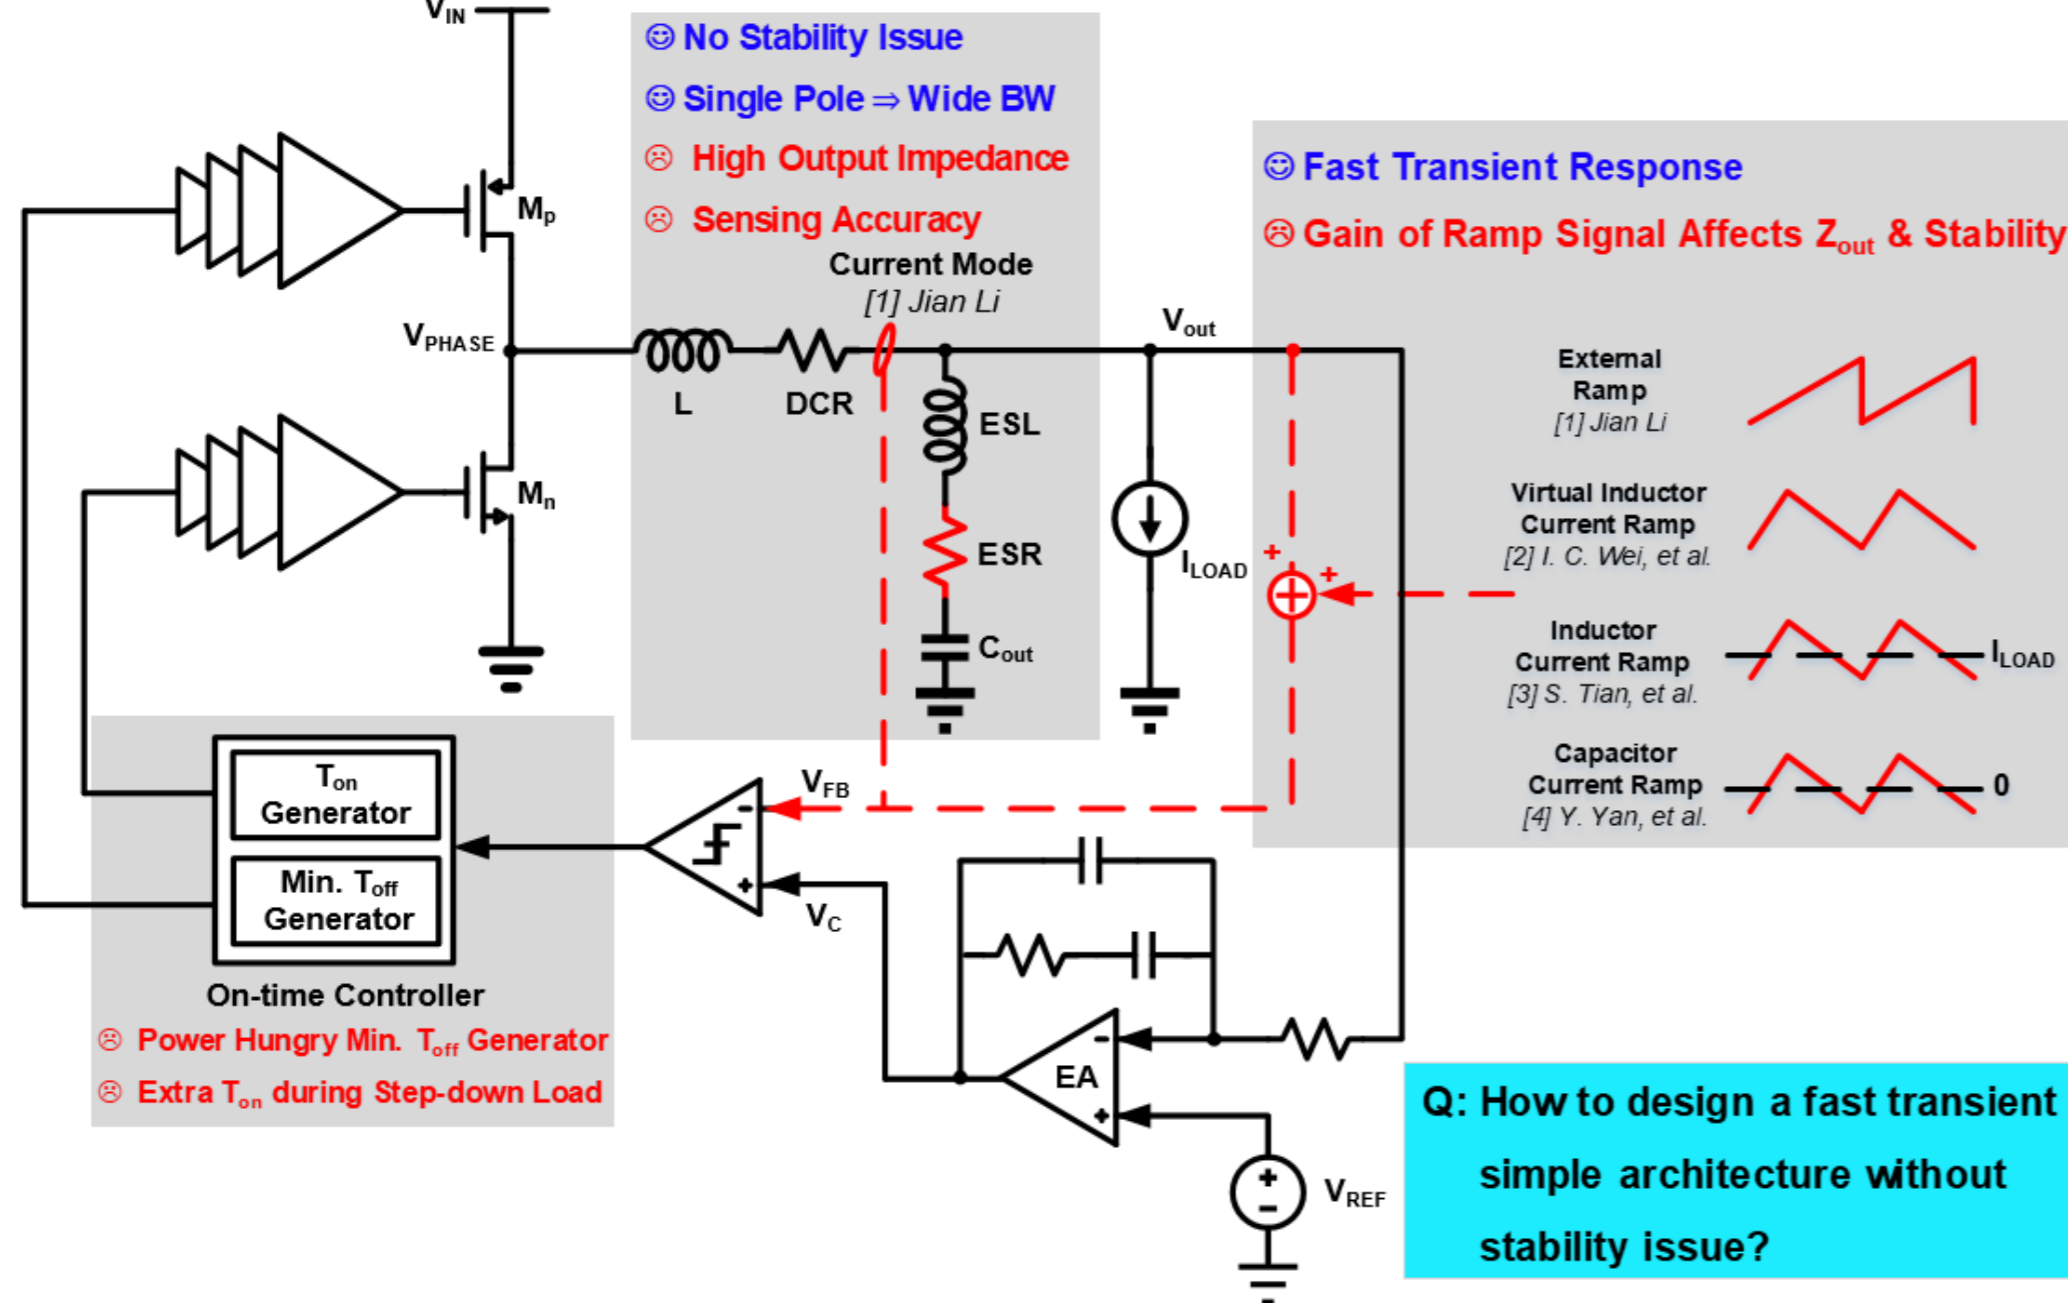 V_IN
☺ No Stability Issue
☺ Single Pole ⇒ Wide BW
☹ High Output Impedance
☹ Sensing Accuracy
Current Mode
[1] Jian Li
☺ Fast Transient Response
☹ Gain of Ramp Signal Affects Z_out & Stability
M_p
V_PHASE
L
DCR
V_out
ESL
ESR
C_out
I_LOAD
+
+
External
Ramp
[1] Jian Li
Virtual Inductor
Current Ramp
[2] I. C. Wei, et al.
Inductor
Current Ramp
[3] S. Tian, et al.
I_LOAD
Capacitor
Current Ramp
[4] Y. Yan, et al.
0
M_n
T_on
Generator
Min. T_off
Generator
On-time Controller
☹ Power Hungry Min. T_off Generator
☹ Extra T_on during Step-down Load
V_FB
-
+
V_C
EA
-
+
+
-
V_REF
Q: How to design a fast transient
simple architecture without
stability issue?